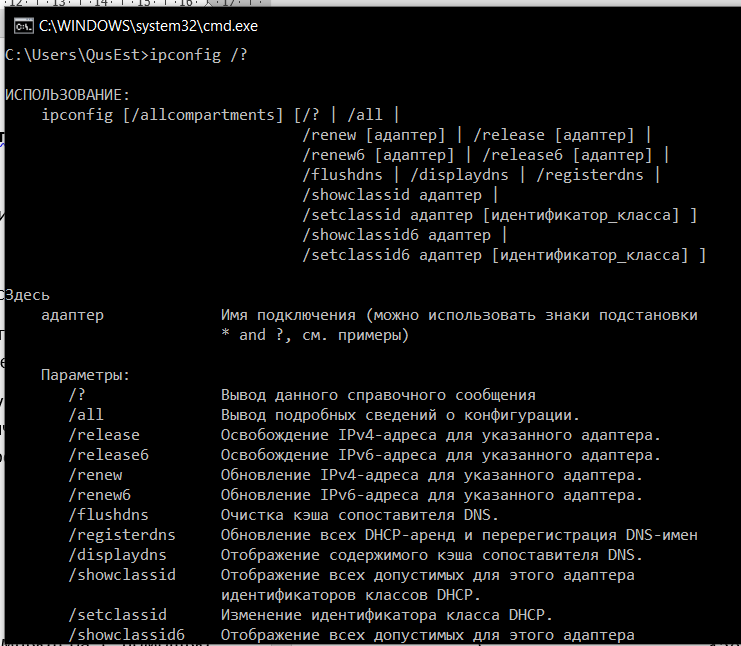 C:\WINDOWS\system32\cmd.exe
C:\Users\QusEst>ipconfig /?
ИСПОЛЬЗОВАНИЕ:
ipconfig [/allcompartments] [/? | /all |
/renew [адаптер] | /release [адаптер] |
/renew6 [адаптер] | /release6 [адаптер] |
/flushdns | /displaydns | /registerdns |
/showclassid адаптер |
/setclassid адаптер [идентификатор_класса] ]
/showclassid6 адаптер |
/setclassid6 адаптер [идентификатор_класса] ]
Здесь
адаптер Имя подключения (можно использовать знаки подстановки
* and ?, см. примеры)
Параметры:
/? Вывод данного справочного сообщения
/all Вывод подробных сведений о конфигурации.
/release Освобождение IPv4-адреса для указанного адаптера.
/release6 Освобождение IPv6-адреса для указанного адаптера.
/renew Обновление IPv4-адреса для указанного адаптера.
/renew6 Обновление IPv6-адреса для указанного адаптера.
/flushdns Очистка кэша сопоставителя DNS.
/registerdns Обновление всех DHCP-аренд и перерегистрация DNS-имен
/displaydns Отображение содержимого кэша сопоставителя DNS.
/showclassid Отображение всех допустимых для этого адаптера
идентификаторов классов DHCP.
/setclassid Изменение идентификатора класса DHCP.
/showclassid6 Отображение всех допустимых для этого адаптера